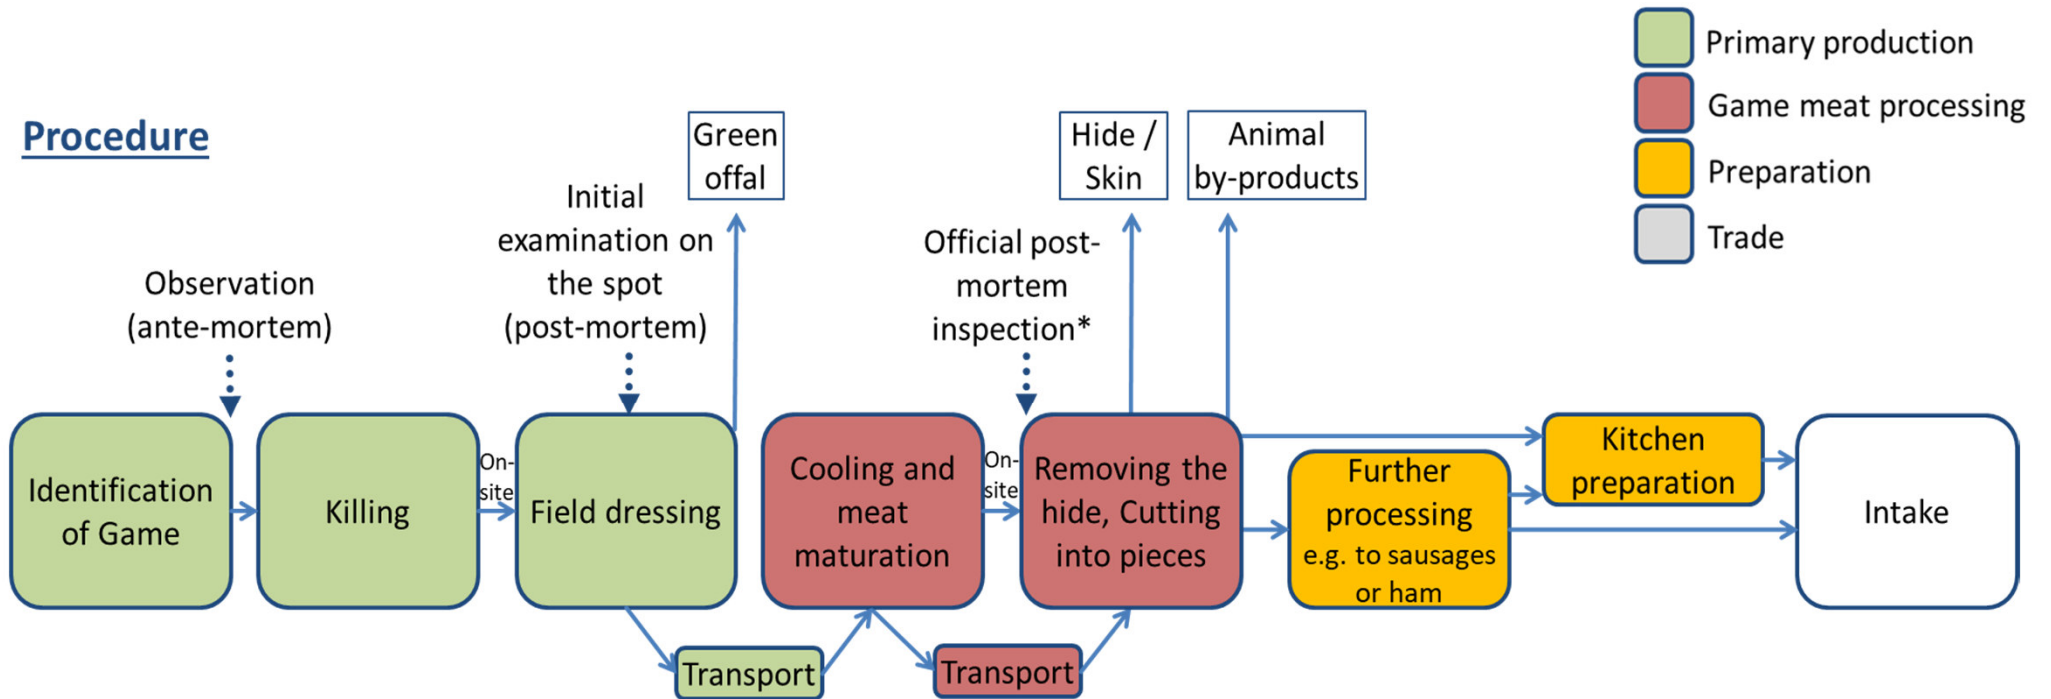 Procedure
Primary production
Game meat processing
Preparation
Trade
Green
offal
Hide /
Skin
Animal
by-products
Observation
(ante-mortem)
Initial
examination on
the spot
(post-mortem)
Official post-
mortem
inspection*
Identification
of Game
Killing
On-
site
Field dressing
Transport
Cooling and
meat
maturation
On-
site
Transport
Removing the
hide, Cutting
into pieces
Further
processing
e.g. to sausages
or ham
Kitchen
preparation
Intake